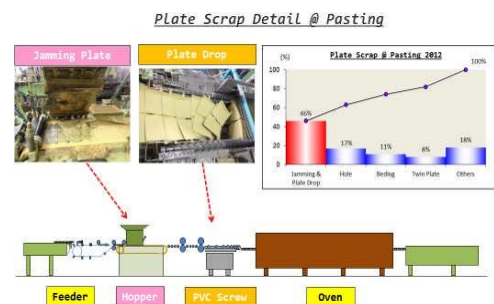 Plate Scrap Detail @ Pasting
Jamming Plate
Plate Drop
Plate Scrap @ Pasting 2012
(%)
100%
100
80
60
40
20
0
46%
17%
11%
8%
18%
Jamming & Plate Drop
Hole
Beding
Twin Plate
Others
Feeder
Hopper
PVC Screw
Oven